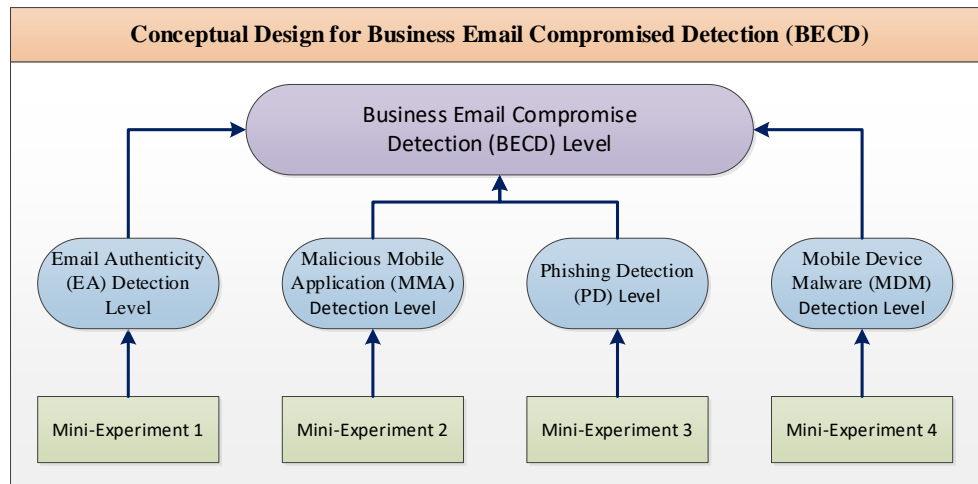 Conceptual Design for Business Email Compromised Detection (BECD)
Business Email Compromise
Detection (BECD) Level
Email Authenticity
(EA) Detection
Level
Malicious Mobile
Application (MMA)
Detection Level
Phishing Detection
(PD) Level
Mobile Device
Malware (MDM)
Detection Level
Mini-Experiment 1
Mini-Experiment 2
Mini-Experiment 3
Mini-Experiment 4